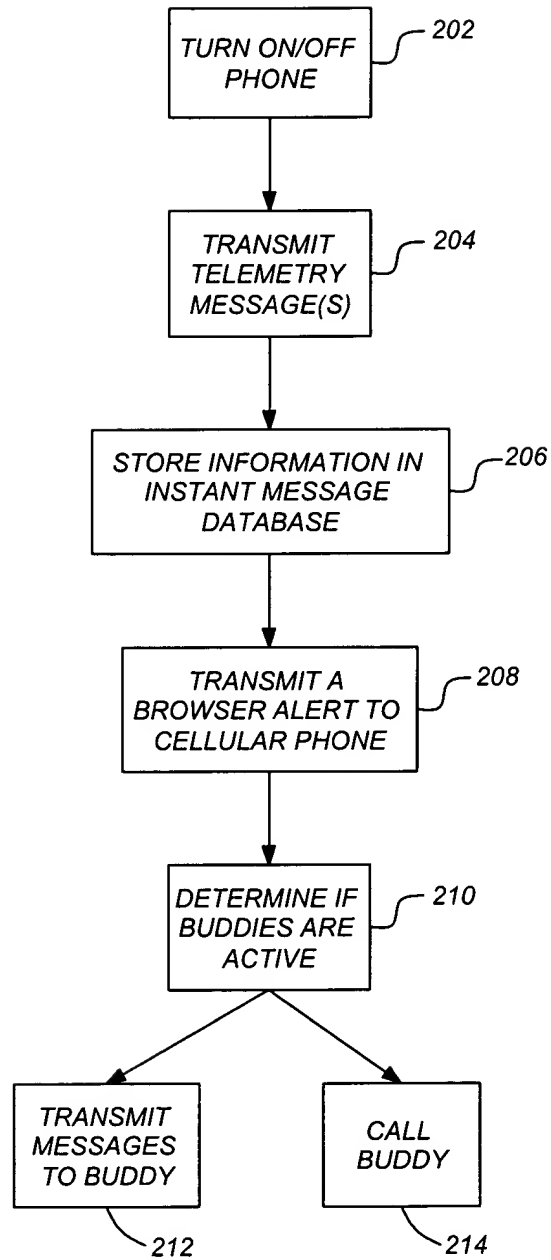 TURN ON/OFF
PHONE
202
TRANSMIT
TELEMETRY
MESSAGE(S)
204
STORE INFORMATION IN
INSTANT MESSAGE
DATABASE
206
TRANSMIT A
BROWSER ALERT TO
CELLULAR PHONE
208
DETERMINE IF
BUDDIES ARE
ACTIVE
210
TRANSMIT
MESSAGES
TO BUDDY
212
CALL
BUDDY
214